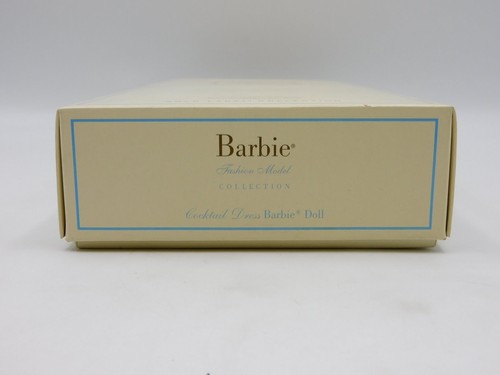 Barbie®
Fashion Model
COLLECTION
Cocktail Dress Barbie® Doll